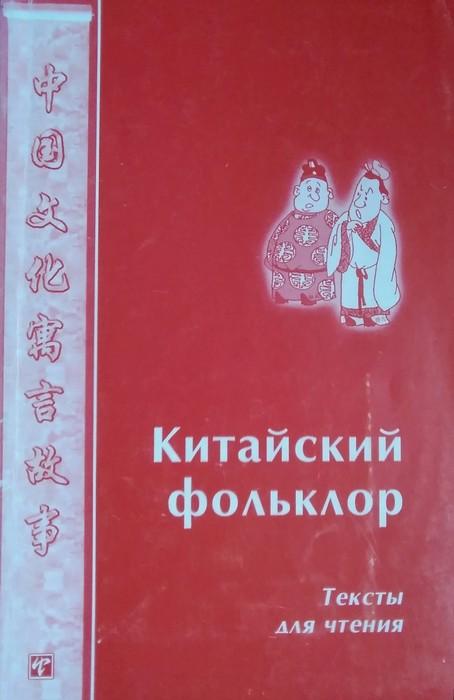 中国文化寓言故事
Китайский
фольклор
Тексты
для чтения